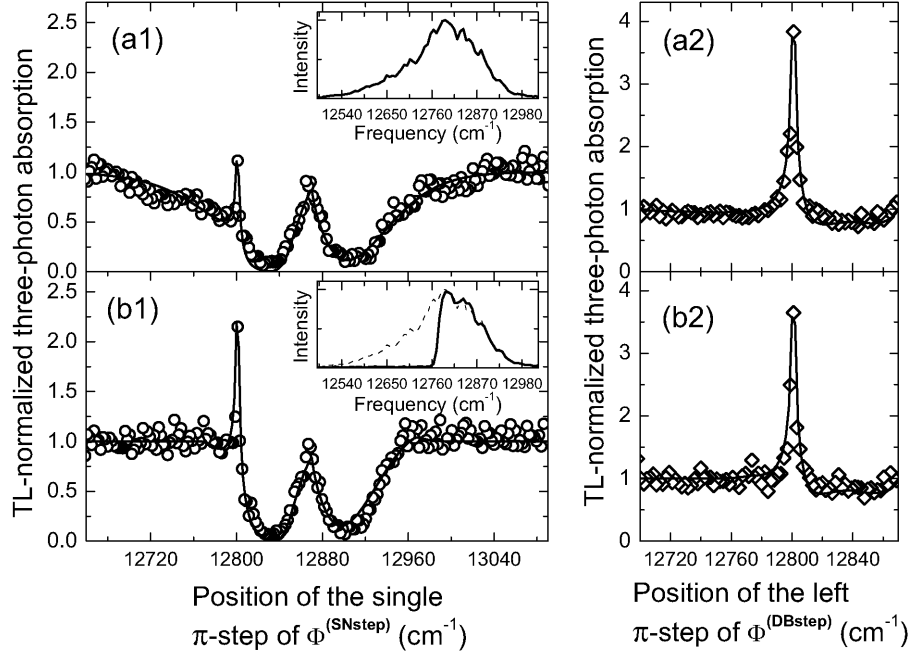 TL-normalized three-photon absorption
2.5
2.0
1.5
1.0
0.5
0.0
(a1)
Intensity
12540 12650 12760 12870 12980
Frequency (cm⁻¹)
TL-normalized three-photon absorption
4
3
2
1
0
(a2)
2.5
2.0
1.5
1.0
0.5
0.0
(b1)
Intensity
12540 12650 12760 12870 12980
Frequency (cm⁻¹)
4
3
2
1
0
(b2)
12720 12800 12880 12960 13040
Position of the single
π-step of Φ^(SNstep) (cm⁻¹)
12720 12760 12800 12840
Position of the left
π-step of Φ^(DBstep) (cm⁻¹)